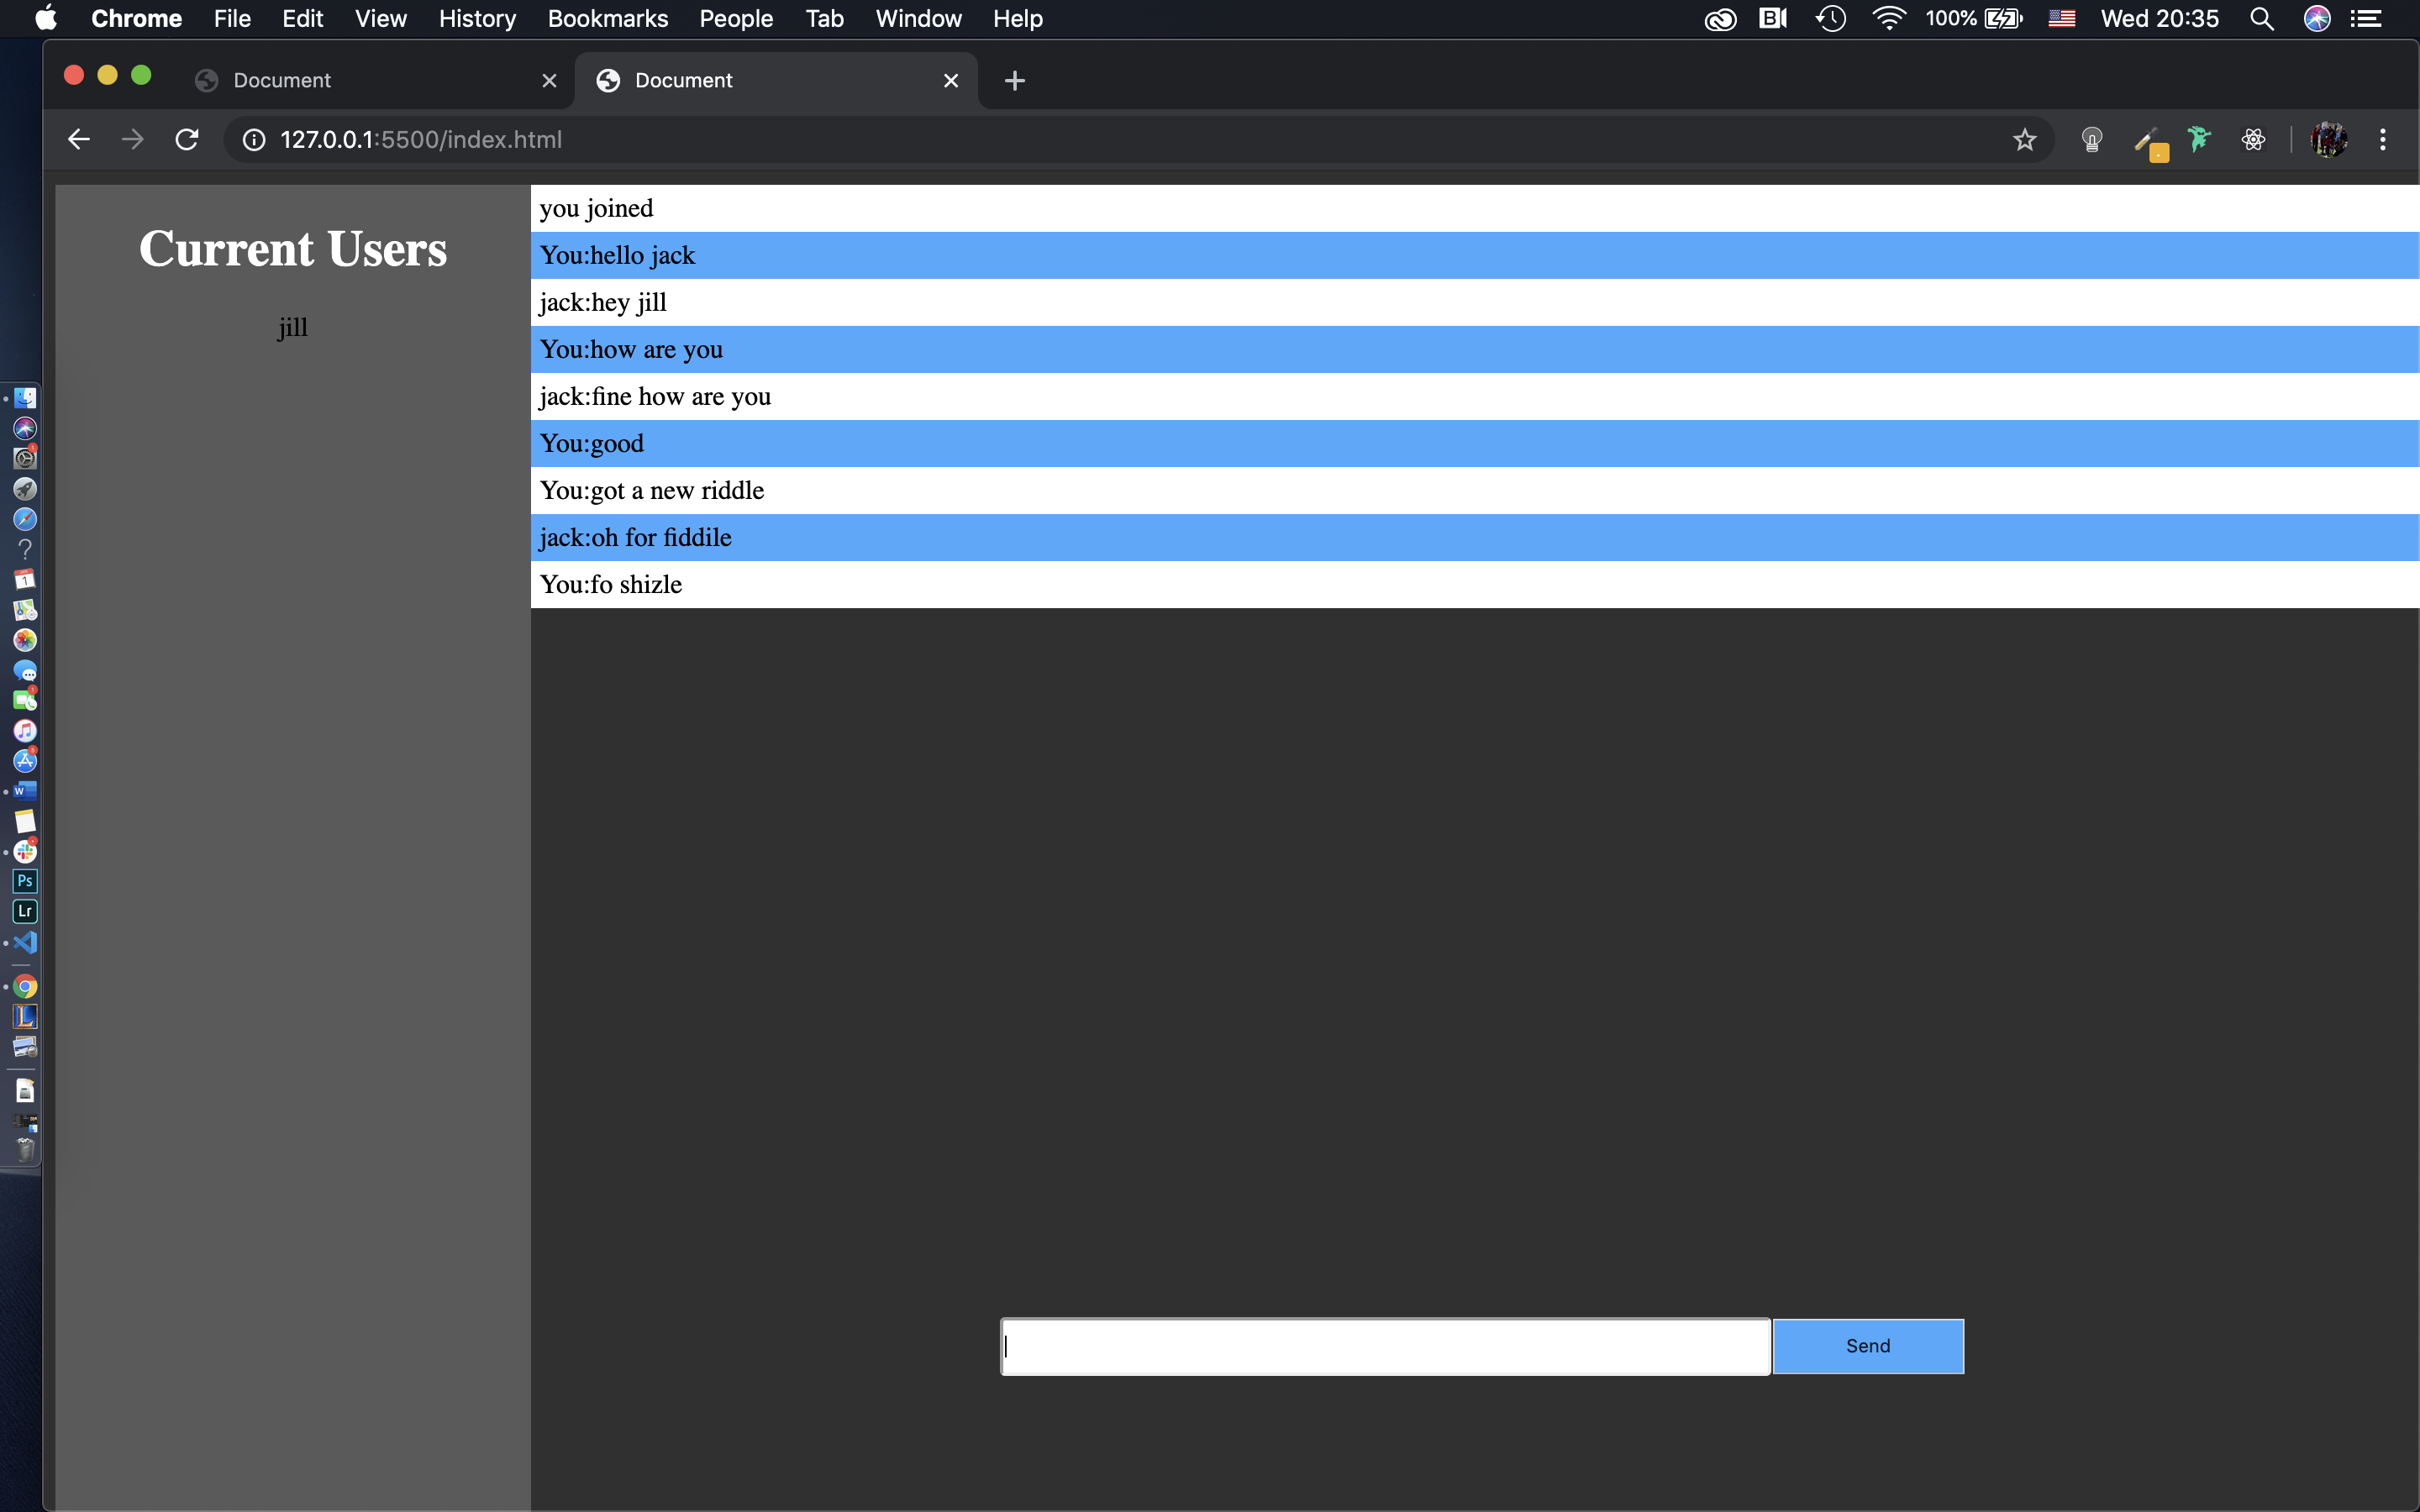 Chrome File Edit View History Bookmarks People Tab Window Help 100% Wed 20:35
Document Document
127.0.0.1:5500/index.html
Current Users
jill
you joined
You:hello jack
jack:hey jill
You:how are you
jack:fine how are you
You:good
You:got a new riddle
jack:oh for fiddile
You:fo shizle
Send
Ps
Lr